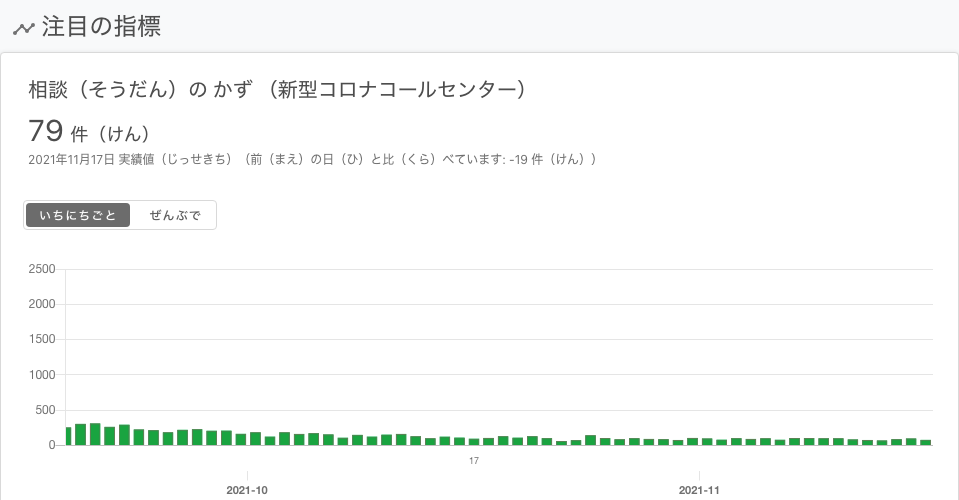 注目の指標
相談（そうだん）の かず （新型コロナコールセンター）
79 件（けん）
2021年11月17日 実績値（じっせきち）（前（まえ）の日（ひ）と比（くら）べています: -19 件（けん））
いちにちごと ぜんぶで
2500
2000
1500
1000
500
0
17
2021-10 2021-11